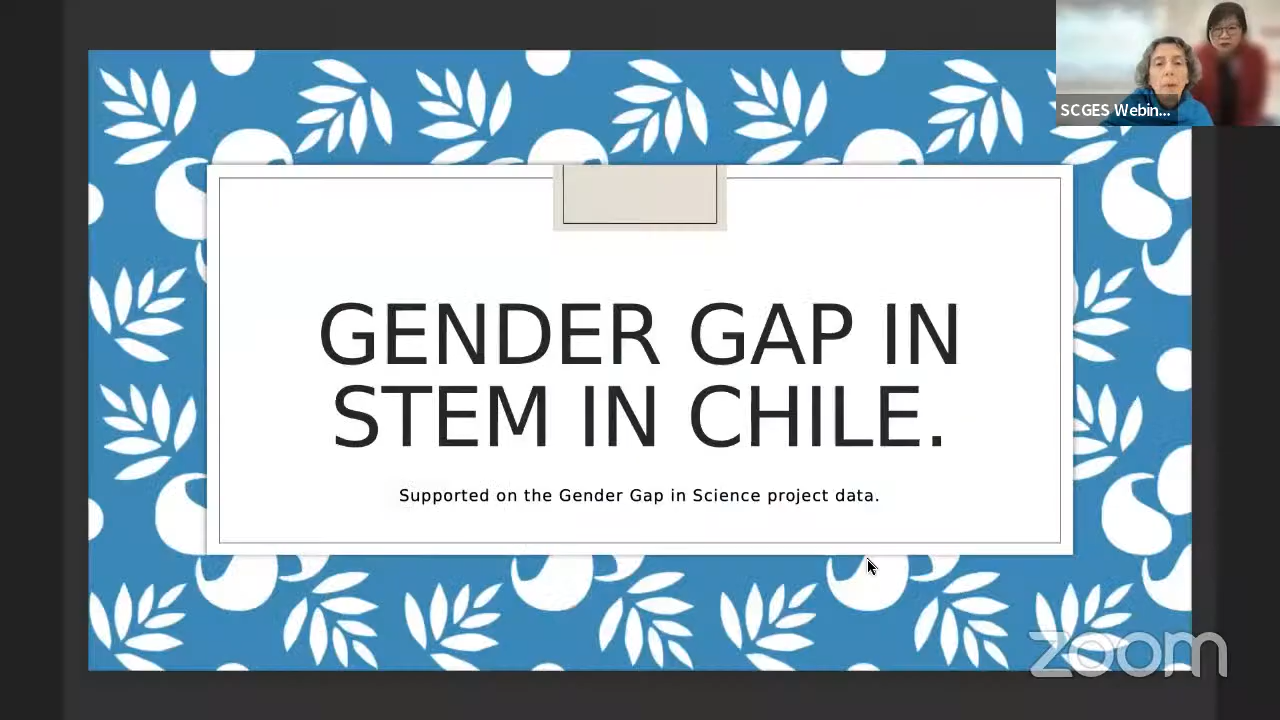 SCGES Webin...
GENDER GAP IN
STEM IN CHILE.
Supported on the Gender Gap in Science project data.
zoom